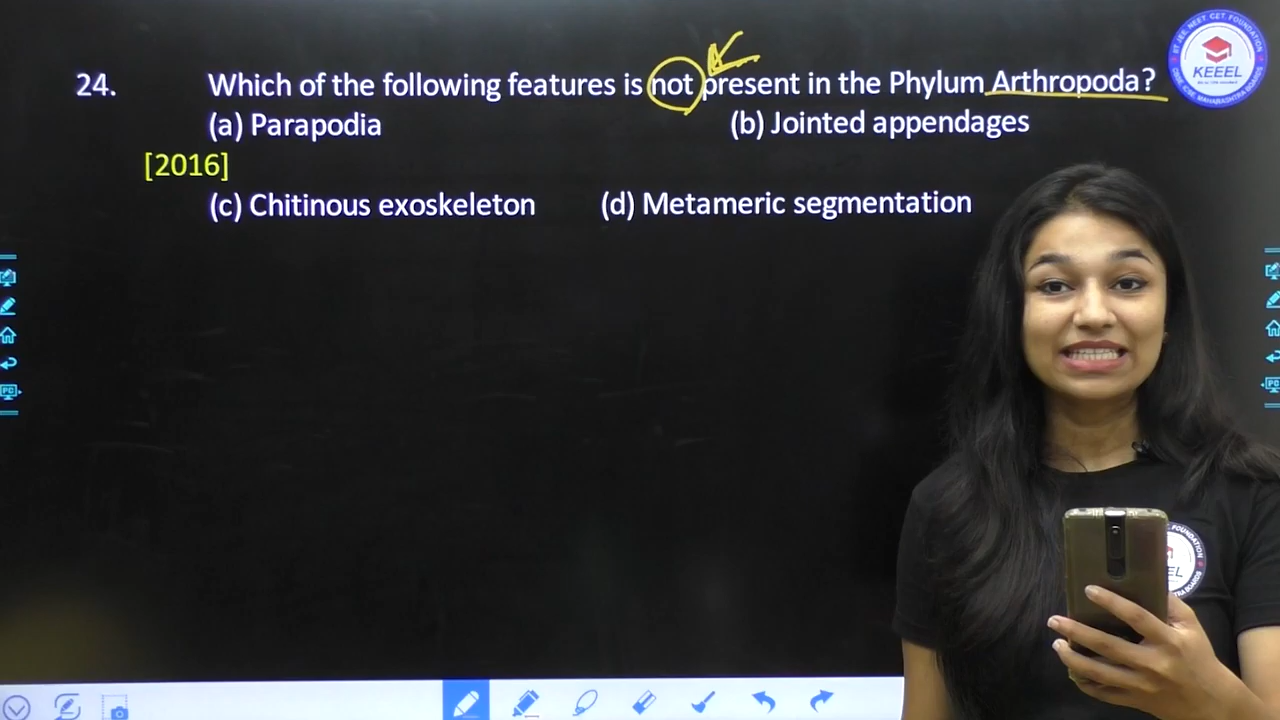 24. Which of the following features is not present in the Phylum Arthropoda?
(a) Parapodia (b) Jointed appendages
[2016]
(c) Chitinous exoskeleton (d) Metameric segmentation
KEEEL